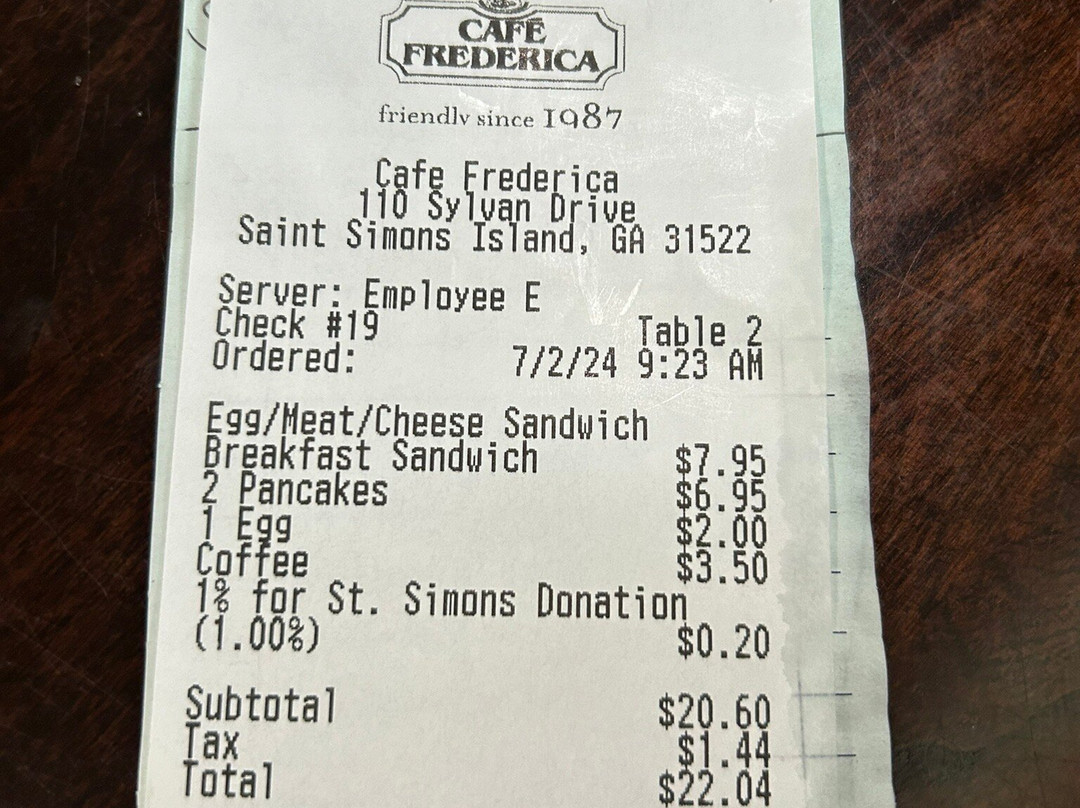 CAFE
FREDERICA
friendly since 1987
Cafe Frederica
110 Sylvan Drive
Saint Simons Island, GA 31522
Server: Employee E
Check #19 Table 2
Ordered: 7/2/24 9:23 AM
Egg/Meat/Cheese Sandwich
Breakfast Sandwich $7.95
2 Pancakes $6.95
1 Egg $2.00
Coffee $3.50
1% for St. Simons Donation
(1.00%) $0.20
Subtotal $20.60
Tax $1.44
Total $22.04